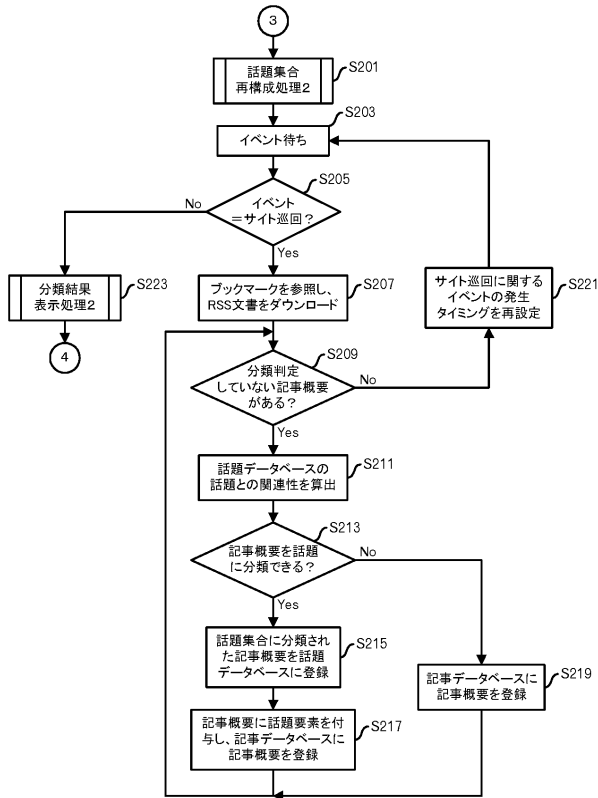 3
話題集合
再構成処理2
S201
S203
イベント待ち
S205
イベント
=サイト巡回?
No
Yes
分類結果
表示処理2
S223
4
ブックマークを参照し、
RSS文書をダウンロード
S207
サイト巡回に関する
イベントの発生
タイミングを再設定
S221
S209
分類判定
していない記事概要
がある?
No
Yes
話題データベースの
話題との関連性を算出
S211
S213
記事概要を話題
に分類できる?
No
Yes
話題集合に分類され
た記事概要を話題
データベースに登録
S215
記事データベースに
記事概要を登録
S219
記事概要に話題要素を付
与し、記事データベースに
記事概要を登録
S217